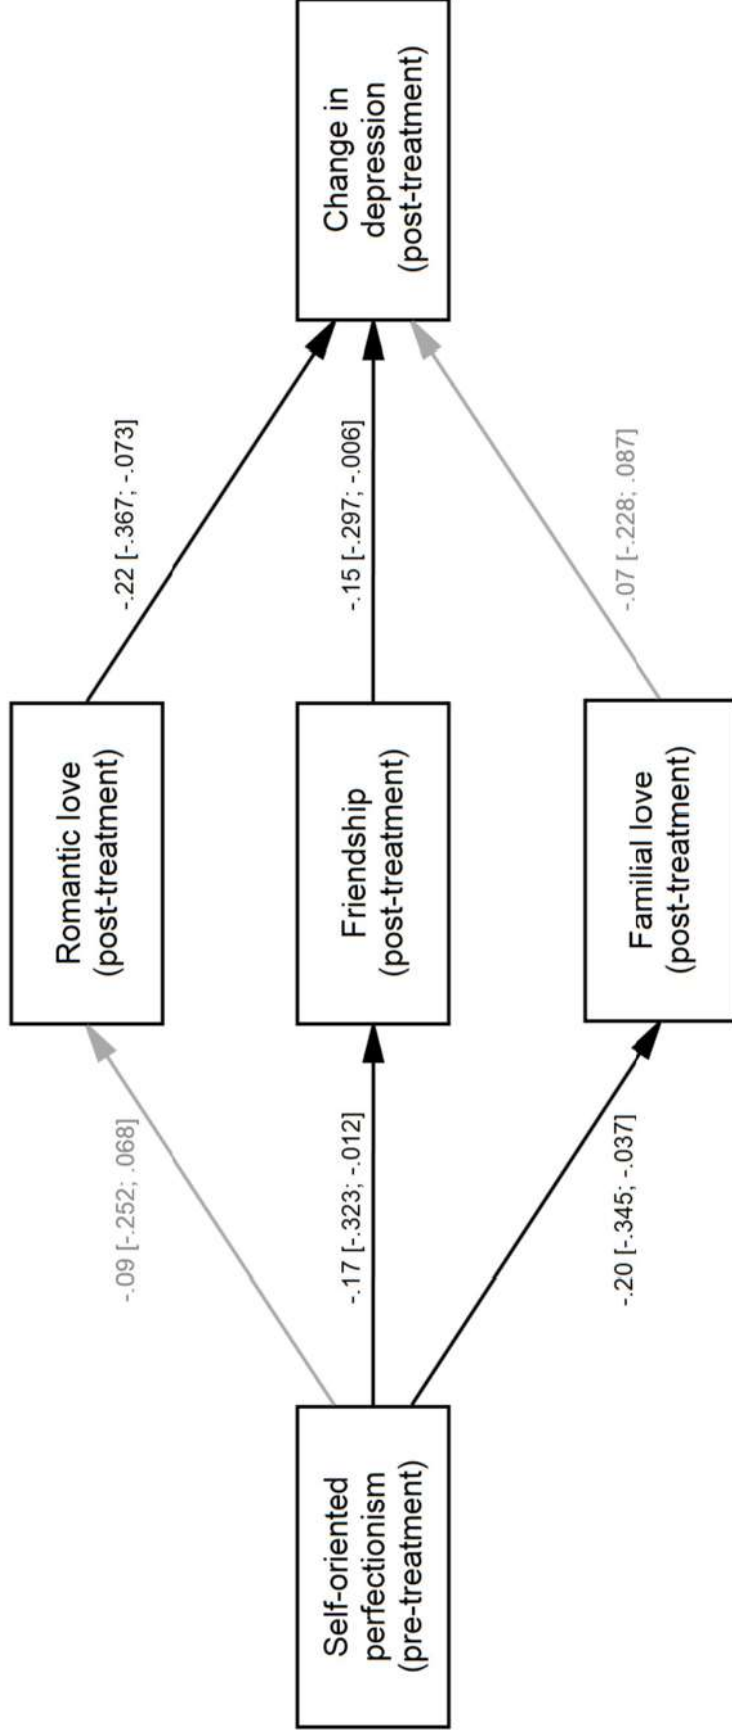 Self-oriented
perfectionism
(pre-treatment)
-.09 [-.252; .068]
-.17 [-.323; -.012]
-.20 [-.345; -.037]
Romantic love
(post-treatment)
Friendship
(post-treatment)
Familial love
(post-treatment)
-.22 [-.367; -.073]
-.15 [-.297; -.006]
-.07 [-.228; .087]
Change in
depression
(post-treatment)